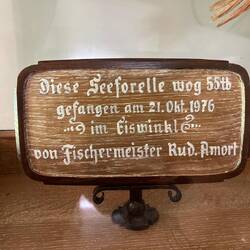 Diese Seeforelle wog 55tb
gefangen am 21. Okt. 1976
im Eiswinkl
von Fischermeister Rud. Amort